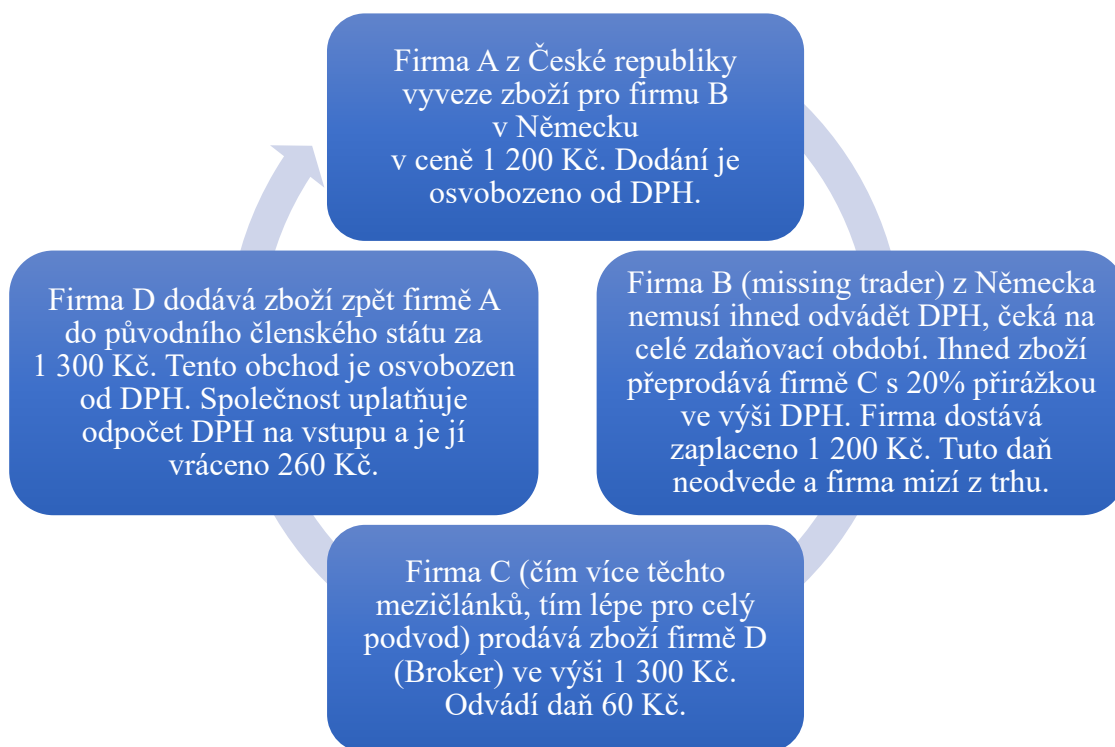 Firma A z České republiky
vyveze zboží pro firmu B
v Německu
v ceně 1 200 Kč. Dodání je
osvobozeno od DPH.
Firma B (missing trader) z Německa
nemusí ihned odvádět DPH, čeká na
celé zdaňovací období. Ihned zboží
přeprodává firmě C s 20% přirážkou
ve výši DPH. Firma dostává
zaplaceno 1 200 Kč. Tuto daň
neodvede a firma mizí z trhu.
Firma C (čím více těchto
mezičlánků, tím lépe pro celý
podvod) prodává zboží firmě D
(Broker) ve výši 1 300 Kč.
Odvádí daň 60 Kč.
Firma D dodává zboží zpět firmě A
do původního členského státu za
1 300 Kč. Tento obchod je osvobozen
od DPH. Společnost uplatňuje
odpočet DPH na vstupu a je jí
vráceno 260 Kč.